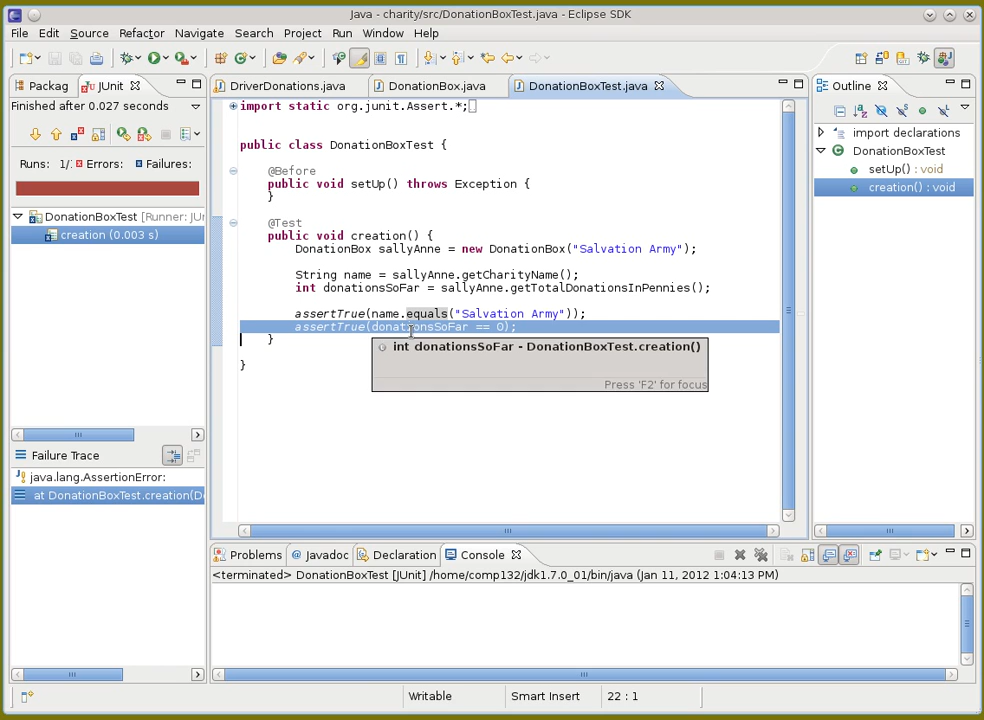 Java - charity/src/DonationBoxTest.java - Eclipse SDK
File Edit Source Refactor Navigate Search Project Run Window Help
Packag JUnit
DriverDonations.java DonationBox.java DonationBoxTest.java
Outline
Finished after 0.027 seconds
Runs: 1/ Errors: Failures:
DonationBoxTest [Runner: JUr
creation (0.003 s)
Failure Trace
java.lang.AssertionError:
at DonationBoxTest.creation(Do
import static org.junit.Assert.*;
public class DonationBoxTest {
@Before
public void setUp() throws Exception {
}
@Test
public void creation() {
DonationBox sallyAnne = new DonationBox("Salvation Army");
String name = sallyAnne.getCharityName();
int donationsSoFar = sallyAnne.getTotalDonationsInPennies();
assertTrue(name.equals("Salvation Army"));
assertTrue(donationsSoFar == 0);
}
int donationsSoFar - DonationBoxTest.creation()
Press 'F2' for focus
}
import declarations
DonationBoxTest
setUp() : void
creation() : void
Problems Javadoc Declaration Console
<terminated> DonationBoxTest [JUnit] /home/comp132/jdk1.7.0_01/bin/java (Jan 11, 2012 1:04:13 PM)
Writable Smart Insert 22 : 1